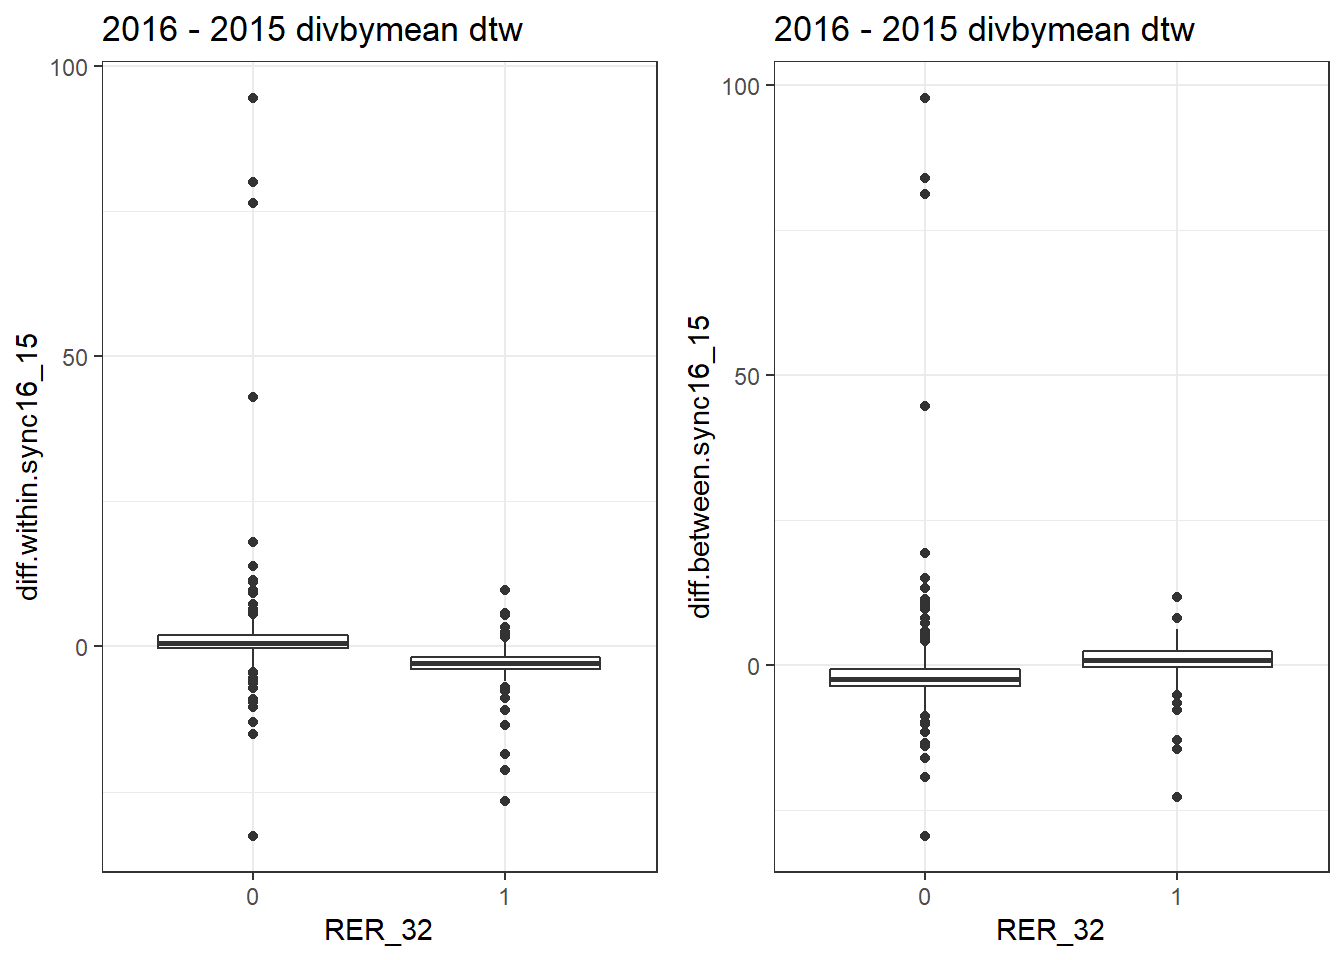 2016 - 2015 divbymean dtw
diff.within.sync16_15
100
50
0
0 1
RER_32
2016 - 2015 divbymean dtw
diff.between.sync16_15
100
50
0
0 1
RER_32